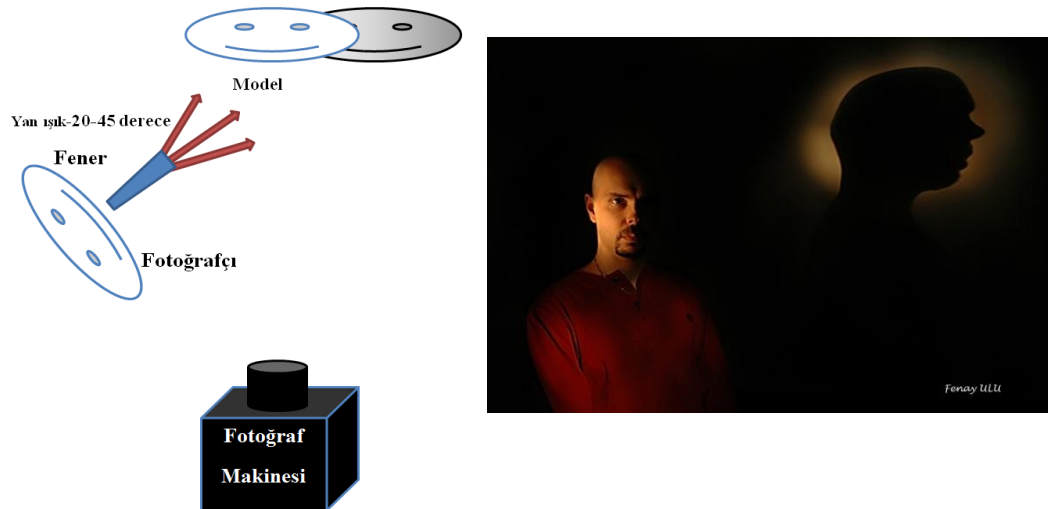 Model
Yan ışık-20-45 derece
Fener
Fotoğrafçı
Fotoğraf
Makinesi
Fenay ULU